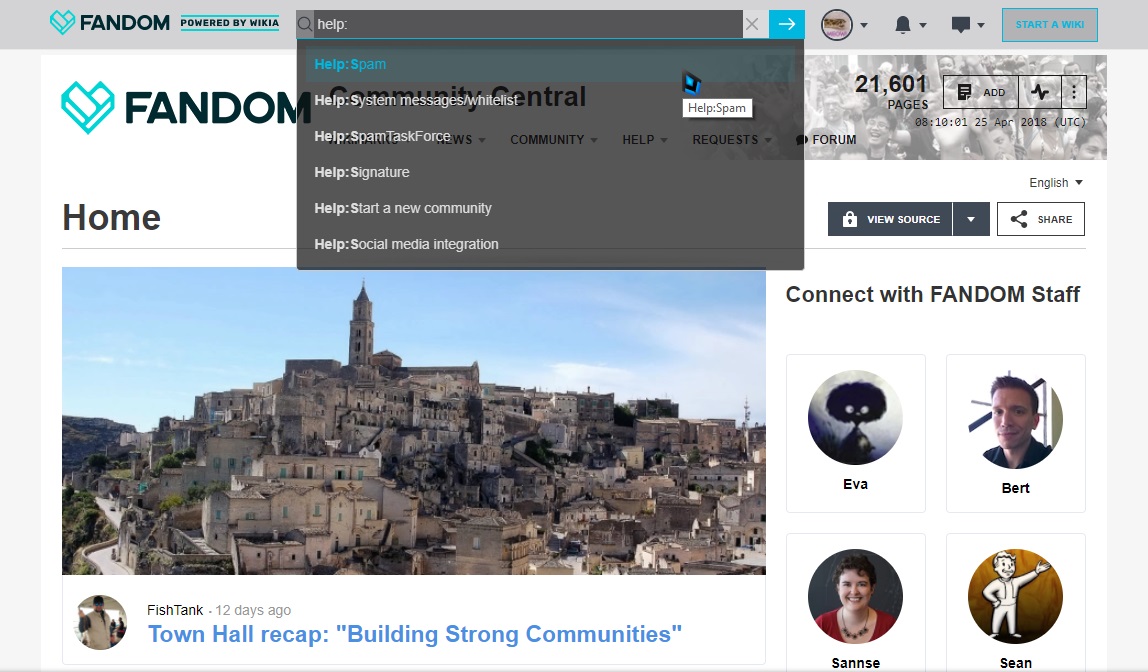 FANDOM POWERED BY WIKIA
help:
START A WIKI
Help:Spam
Help:System messages/whitelist
Help:SpamTaskForce
Help:Signature
Help:Start a new community
Help:Social media integration
Help:Spam
FANDOM
Community Central
21,601
PAGES
ADD
08:10:01 25 Apr 2018 (UTC)
NEWS
COMMUNITY
HELP
REQUESTS
FORUM
English
Home
VIEW SOURCE
SHARE
Connect with FANDOM Staff
Eva
Bert
FishTank - 12 days ago
Town Hall recap: "Building Strong Communities"
Sannse
Sean